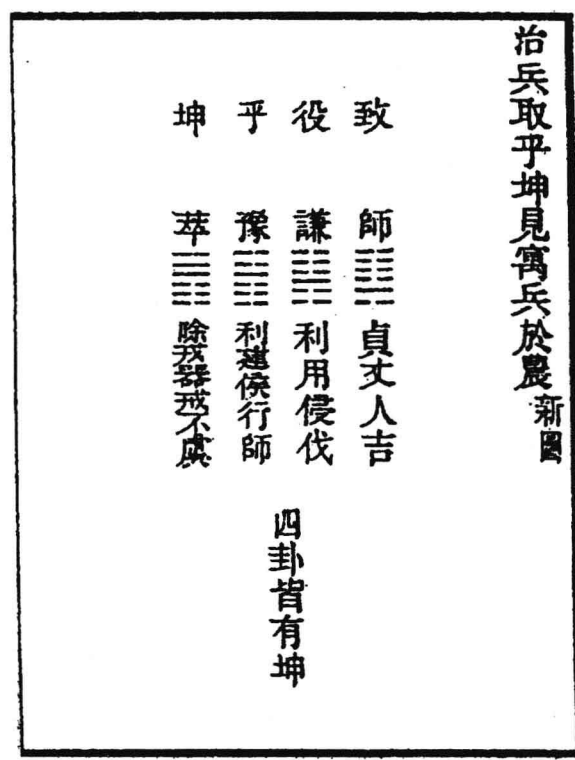 治兵取乎坤見寓兵於農新圖
致 師 貞丈人吉
役 謙 利用侵伐
乎 豫 利建侯行師
坤 萃 除戎器戒不虞
四卦皆有坤